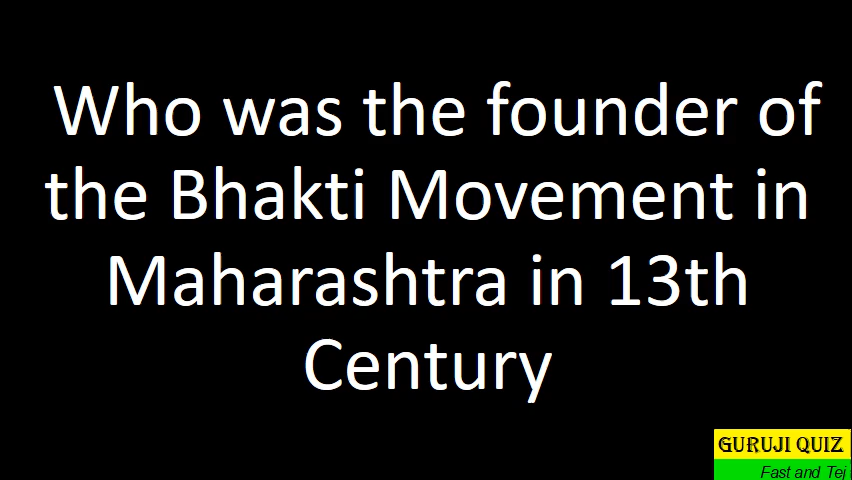 Who was the founder of
the Bhakti Movement in
Maharashtra in 13th
Century
GURUJI QUIZ
Fast and Tej